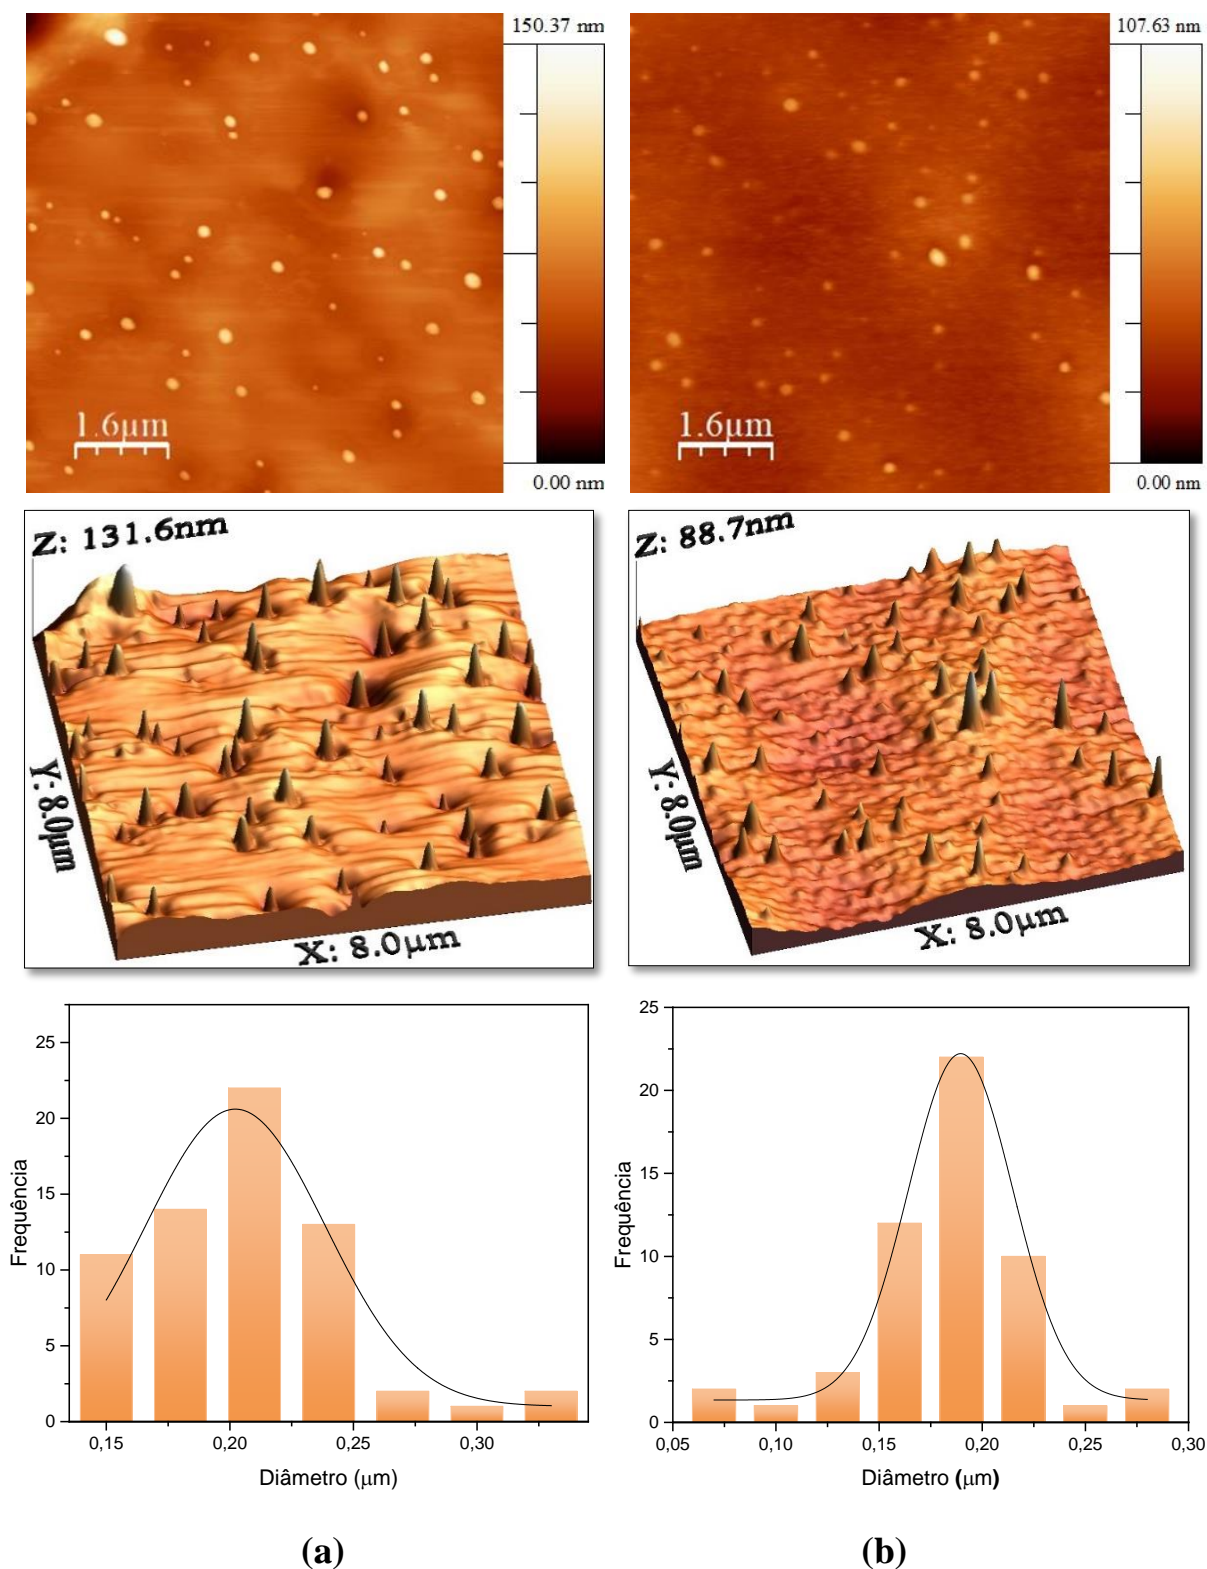 150.37 nm
1.6μm
0.00 nm
107.63 nm
1.6μm
0.00 nm
Z: 131.6nm
Y: 8.0μm
X: 8.0μm
Z: 88.7nm
Y: 8.0μm
X: 8.0μm
25
20
15
10
5
0
Frequência
0,15 0,20 0,25 0,30
Diâmetro (μm)
25
20
15
10
5
0
Frequência
0,05 0,10 0,15 0,20 0,25 0,30
Diâmetro (μm)
(a)
(b)